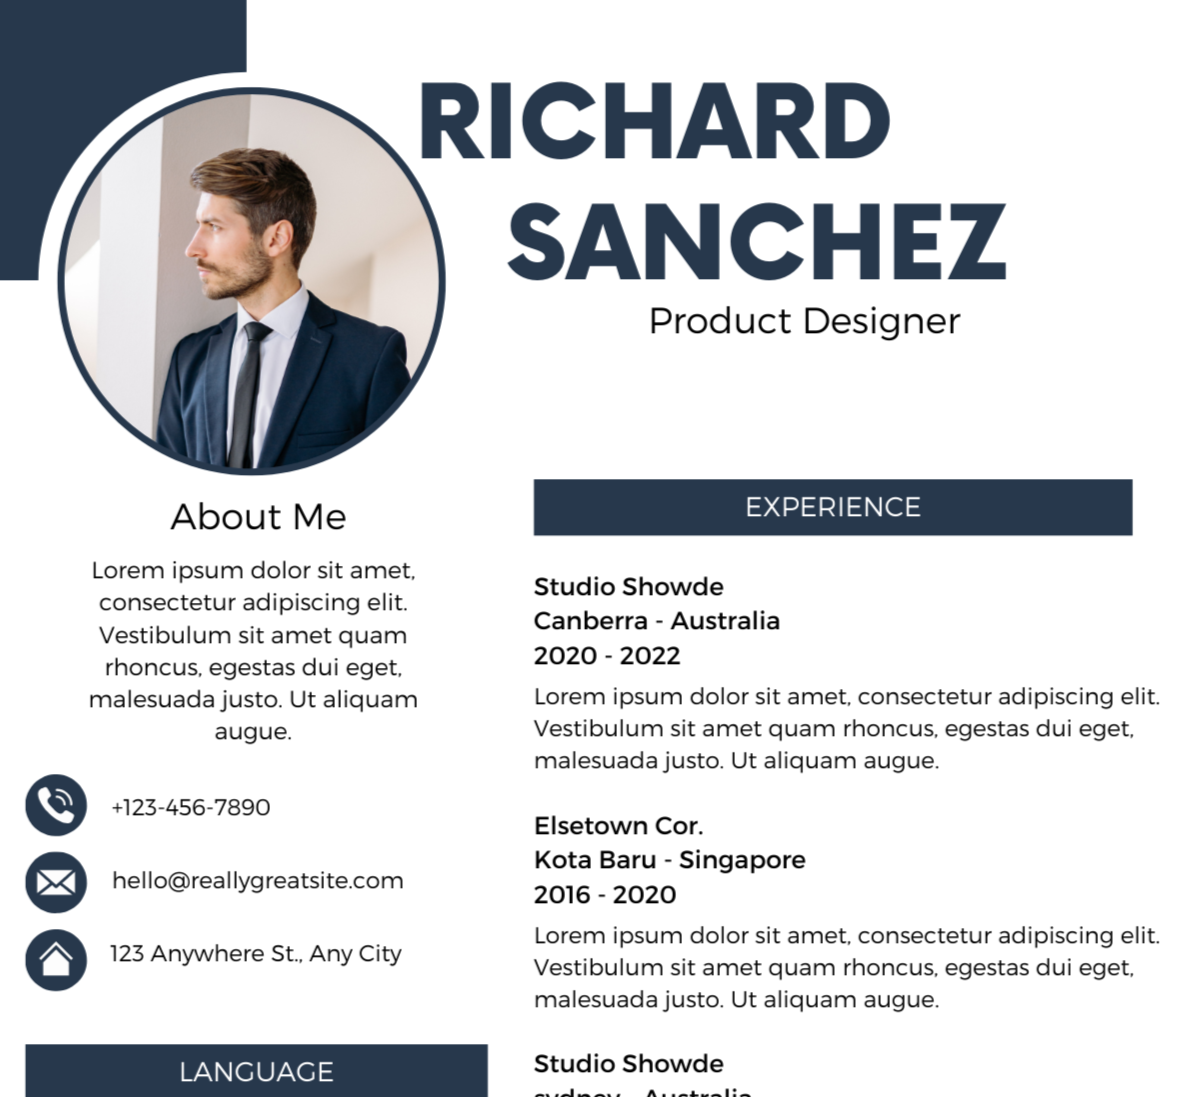 RICHARD
SANCHEZ
Product Designer
About Me
Lorem ipsum dolor sit amet,
consectetur adipiscing elit.
Vestibulum sit amet quam
rhoncus, egestas dui eget,
malesuada justo. Ut aliquam
augue.
+123-456-7890
hello@reallygreatsite.com
123 Anywhere St., Any City
LANGUAGE
EXPERIENCE
Studio Showde
Canberra - Australia
2020 - 2022
Lorem ipsum dolor sit amet, consectetur adipiscing elit.
Vestibulum sit amet quam rhoncus, egestas dui eget,
malesuada justo. Ut aliquam augue.
Elsetown Cor.
Kota Baru - Singapore
2016 - 2020
Lorem ipsum dolor sit amet, consectetur adipiscing elit.
Vestibulum sit amet quam rhoncus, egestas dui eget,
malesuada justo. Ut aliquam augue.
Studio Showde
sydney - Australia